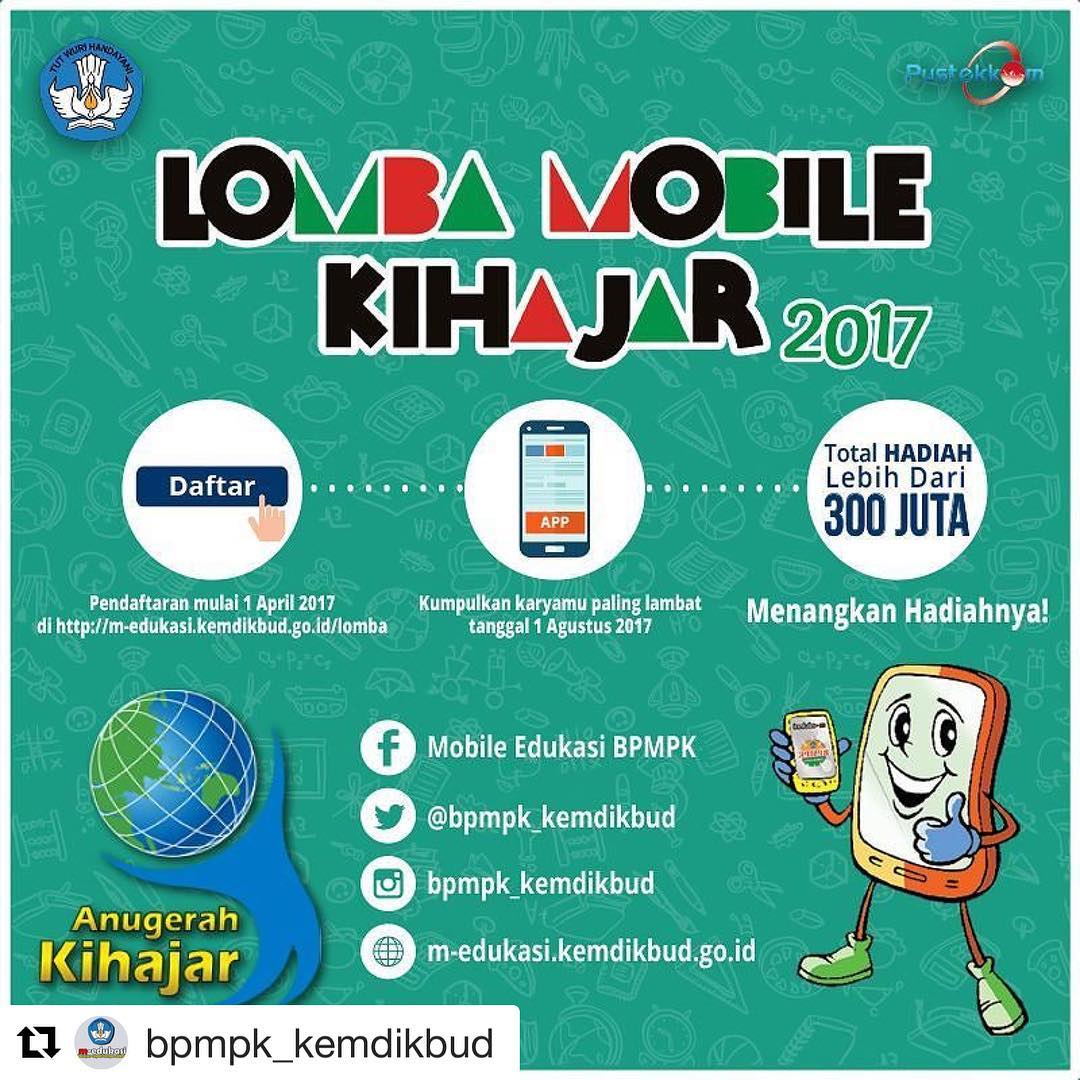 TUT WURI HANDAYANI
Pustekkom
LOMBA MOBILE
KIHAJAR 2017
Daftar
APP
Total HADIAH
Lebih Dari
300 JUTA
Pendaftaran mulai 1 April 2017
di http://m-edukasi.kemdikbud.go.id/lomba
Kumpulkan karyamu paling lambat
tanggal 1 Agustus 2017
Menangkan Hadiahnya!
Mobile Edukasi BPMPK
@bpmpk_kemdikbud
bpmpk_kemdikbud
m-edukasi.kemdikbud.go.id
Anugerah
Kihajar
m-edukasi
bpmpk_kemdikbud